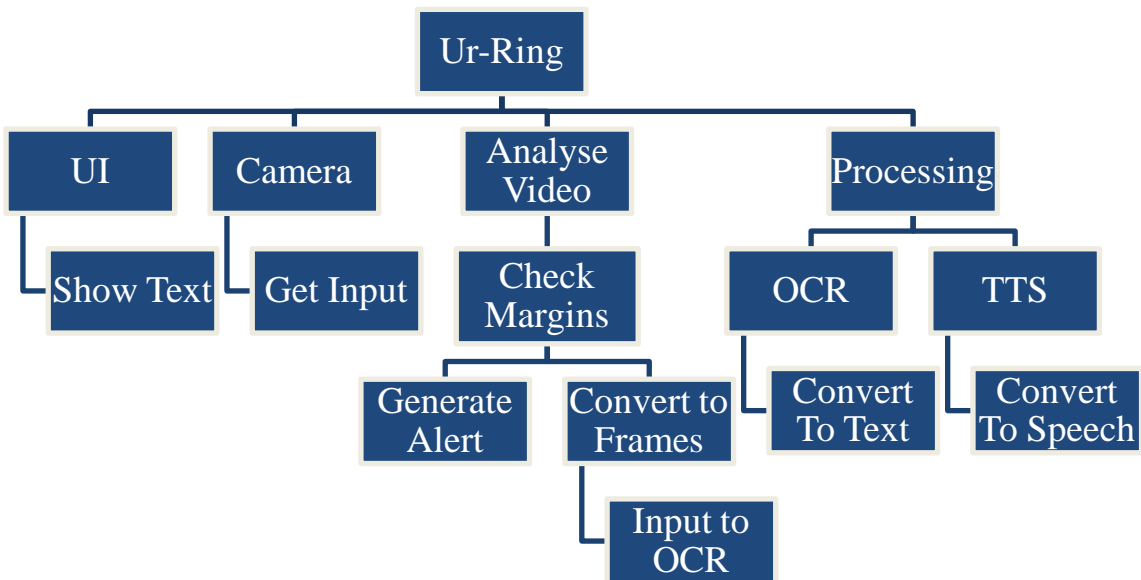 Ur-Ring
UI
Camera
Analyse
Video
Processing
Show Text
Get Input
Check
Margins
OCR
TTS
Generate
Alert
Convert to
Frames
Convert
To Text
Convert
To Speech
Input to
OCR